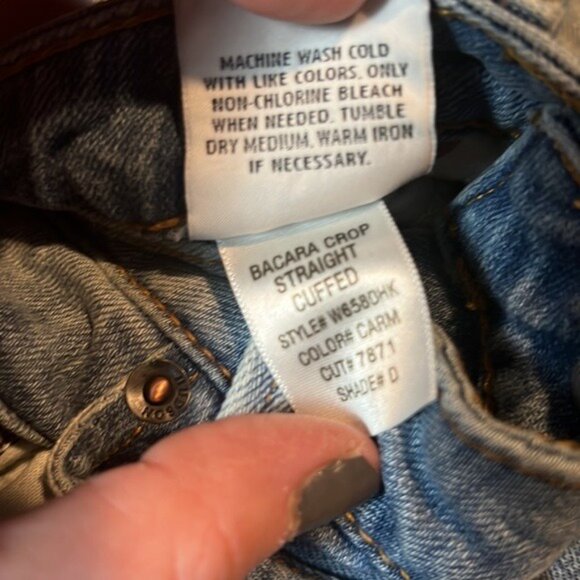 MACHINE WASH COLD
WITH LIKE COLORS. ONLY
NON-CHLORINE BLEACH
WHEN NEEDED. TUMBLE
DRY MEDIUM. WARM IRON
IF NECESSARY.
BACARA CROP
STRAIGHT
CUFFED
STYLE# W6580HK
COLOR# CARM
CUT# 7871
SHADE# D